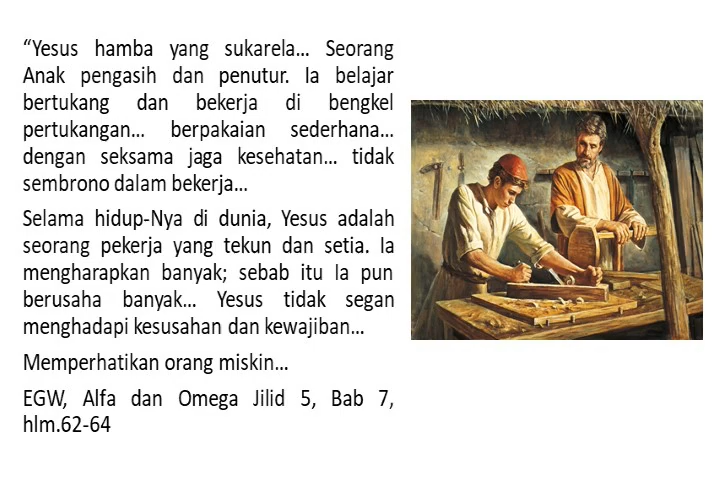 “Yesus hamba yang sukarela... Seorang
Anak pengasih dan penutur. Ia belajar
bertukang dan bekerja di bengkel
pertukangan... berpakaian sederhana...
dengan seksama jaga kesehatan... tidak
sembrono dalam bekerja...
Selama hidup-Nya di dunia, Yesus adalah
seorang pekerja yang tekun dan setia. Ia
mengharapkan banyak; sebab itu Ia pun
berusaha banyak... Yesus tidak segan
menghadapi kesusahan dan kewajiban...
Memperhatikan orang miskin...
EGW, Alfa dan Omega Jilid 5, Bab 7,
hlm.62-64